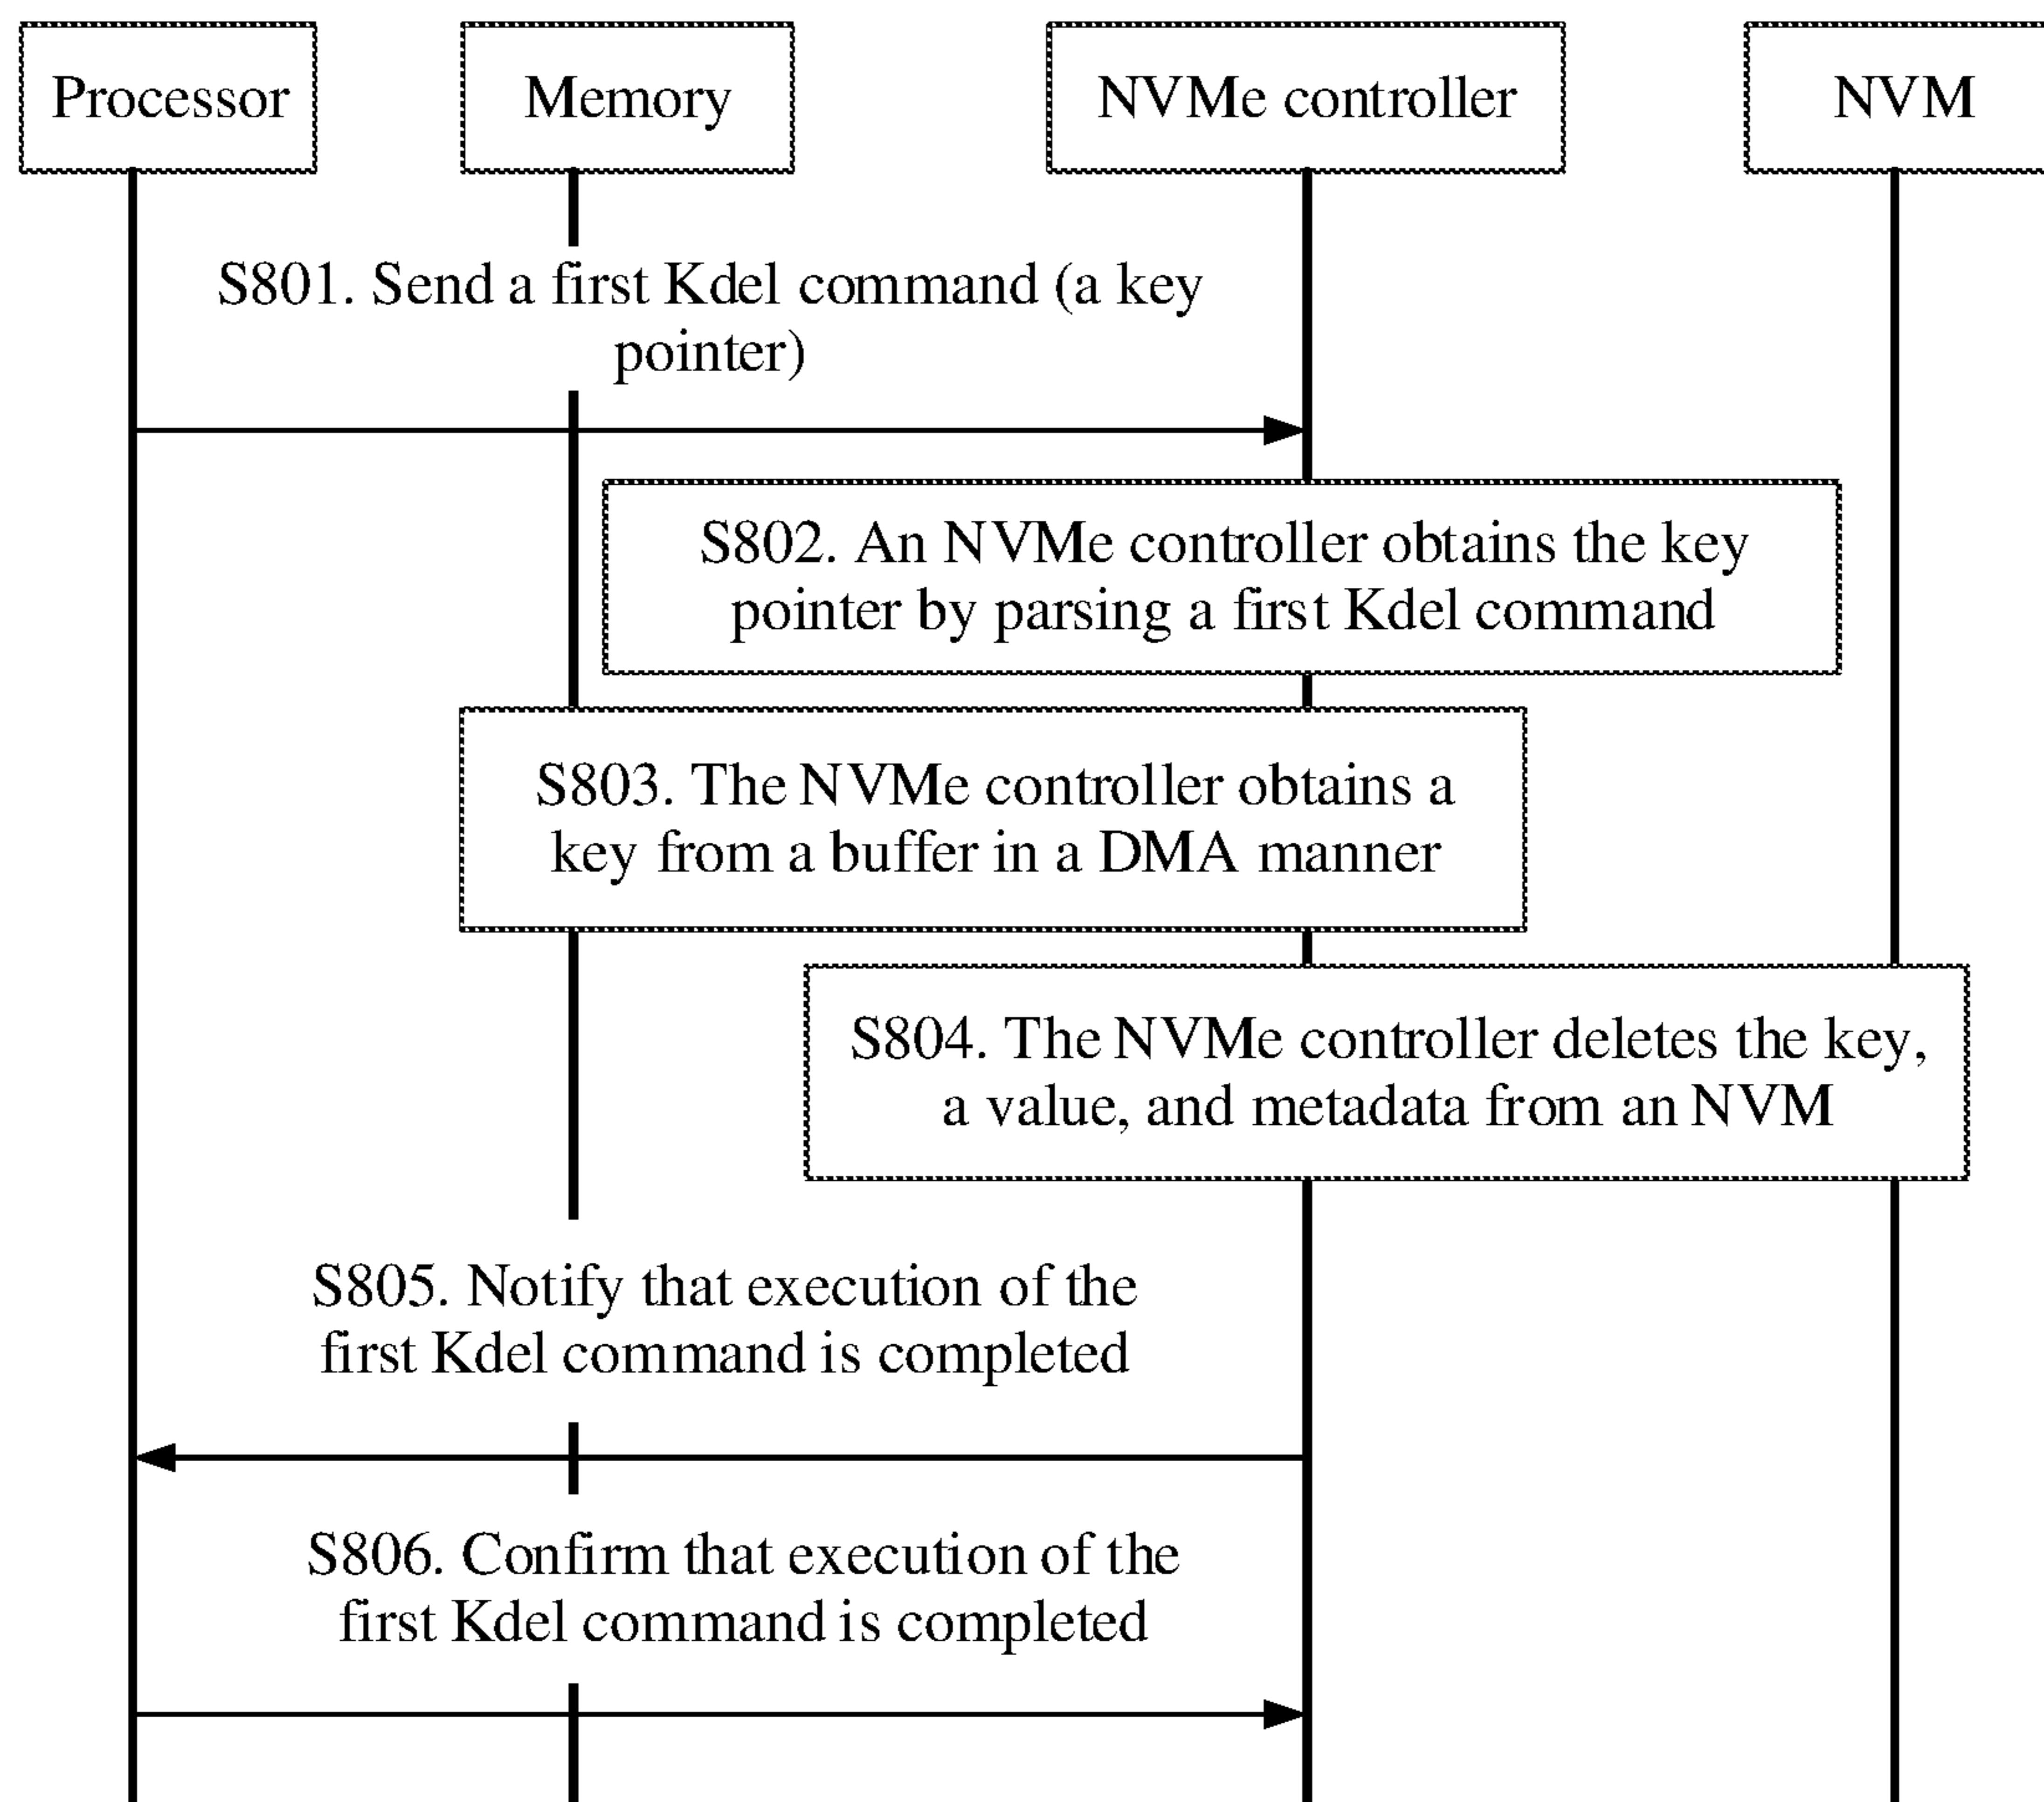 Processor
Memory
NVMe controller
NVM
S801. Send a first Kdel command (a key
pointer)
S802. An NVMe controller obtains the key
pointer by parsing a first Kdel command
S803. The NVMe controller obtains a
key from a buffer in a DMA manner
S804. The NVMe controller deletes the key,
a value, and metadata from an NVM
S805. Notify that execution of the
first Kdel command is completed
S806. Confirm that execution of the
first Kdel command is completed